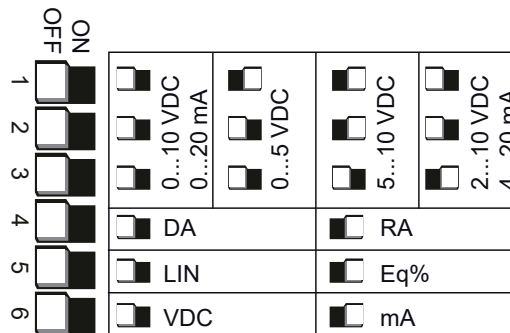 OFF ON
1
2
3
4
5
6
0...10 VDC
0...20 mA
0...5 VDC
5...10 VDC
2...10 VDC
4...20 mA
DA
RA
LIN
Eq%
VDC
mA